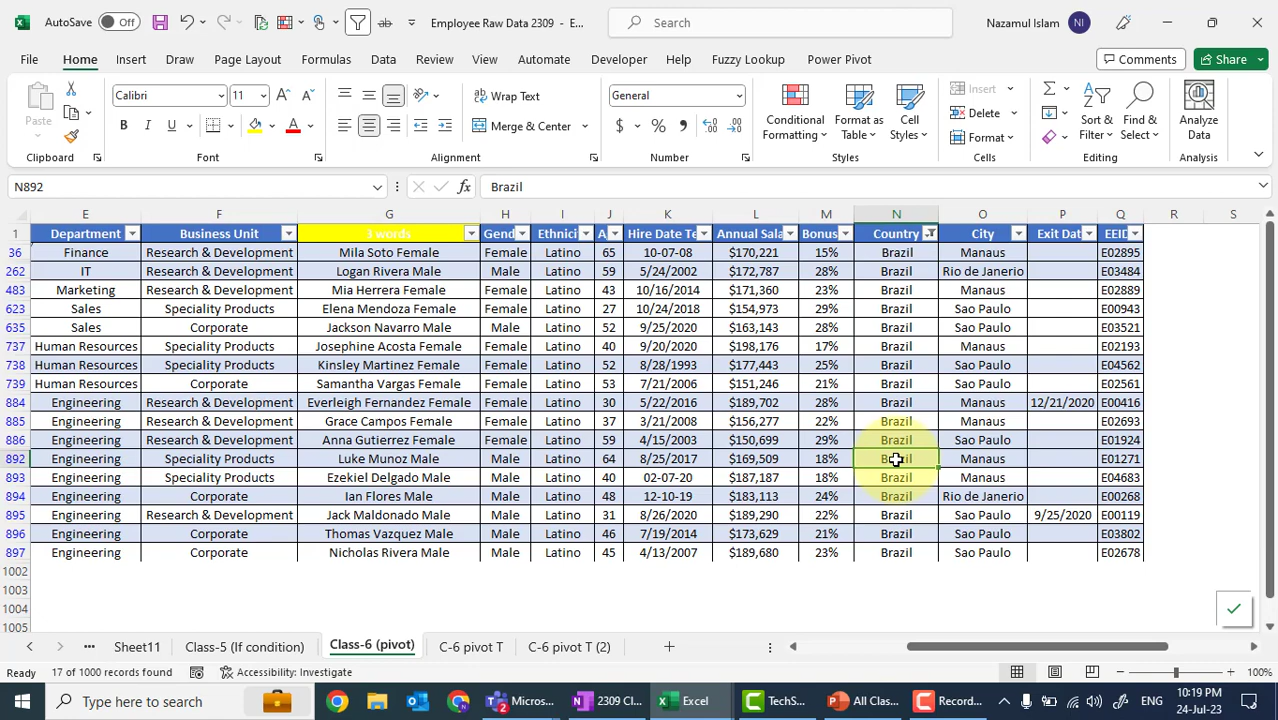 AutoSave Off Employee Raw Data 2309 - E... Search Nazamul Islam NI
File Home Insert Draw Page Layout Formulas Data Review View Automate Developer Help Fuzzy Lookup Power Pivot Comments Share
Paste Calibri 11 Wrap Text General Conditional Formatting Format as Table Cell Styles Insert Sort & Filter Find & Select Analyze Data
B I U Merge & Center $ % Delete
Format
Clipboard Font Alignment Number Styles Cells Editing Analysis
N892 fx Brazil
E F G H I J K L M N O P Q R S
1 Department Business Unit 3 words Gend Ethnici A Hire Date Te Annual Sala Bonus Country City Exit Dat EEID
36 Finance Research & Development Mila Soto Female Female Latino 65 10-07-08 $170,221 15% Brazil Manaus E02895
262 IT Research & Development Logan Rivera Male Male Latino 59 5/24/2002 $172,787 28% Brazil Rio de Janerio E03484
483 Marketing Research & Development Mia Herrera Female Female Latino 43 10/16/2014 $171,360 23% Brazil Manaus E02889
623 Sales Speciality Products Elena Mendoza Female Female Latino 27 10/24/2018 $154,973 29% Brazil Sao Paulo E00943
635 Sales Corporate Jackson Navarro Male Male Latino 52 9/25/2020 $163,143 28% Brazil Sao Paulo E03521
737 Human Resources Speciality Products Josephine Acosta Female Female Latino 40 9/20/2020 $198,176 17% Brazil Manaus E02193
738 Human Resources Speciality Products Kinsley Martinez Female Female Latino 52 8/28/1993 $177,443 25% Brazil Sao Paulo E04562
739 Human Resources Corporate Samantha Vargas Female Female Latino 53 7/21/2006 $151,246 21% Brazil Sao Paulo E02561
884 Engineering Research & Development Everleigh Fernandez Female Female Latino 30 5/22/2016 $189,702 28% Brazil Manaus 12/21/2020 E00416
885 Engineering Research & Development Grace Campos Female Female Latino 37 3/21/2008 $156,277 22% Brazil Manaus E02693
886 Engineering Research & Development Anna Gutierrez Female Female Latino 59 4/15/2003 $150,699 29% Brazil Sao Paulo E01924
892 Engineering Speciality Products Luke Munoz Male Male Latino 64 8/25/2017 $169,509 18% Brazil Manaus E01271
893 Engineering Speciality Products Ezekiel Delgado Male Male Latino 40 02-07-20 $187,187 18% Brazil Manaus E04683
894 Engineering Corporate Ian Flores Male Male Latino 48 12-10-19 $183,113 24% Brazil Rio de Janerio E00268
895 Engineering Research & Development Jack Maldonado Male Male Latino 31 8/26/2020 $189,290 22% Brazil Sao Paulo 9/25/2020 E00119
896 Engineering Corporate Thomas Vazquez Male Male Latino 46 7/19/2014 $173,629 21% Brazil Sao Paulo E03802
897 Engineering Corporate Nicholas Rivera Male Male Latino 45 4/13/2007 $189,680 23% Brazil Sao Paulo E02678
1002
1003
1004
1005
... Sheet11 Class-5 (If condition) Class-6 (pivot) C-6 pivot T C-6 pivot T (2)
Ready 17 of 1000 records found Accessibility: Investigate 100%
Type here to search Micros... 2309 Cl... Excel TechS... All Clas... Record... ENG 10:19 PM
24-Jul-23